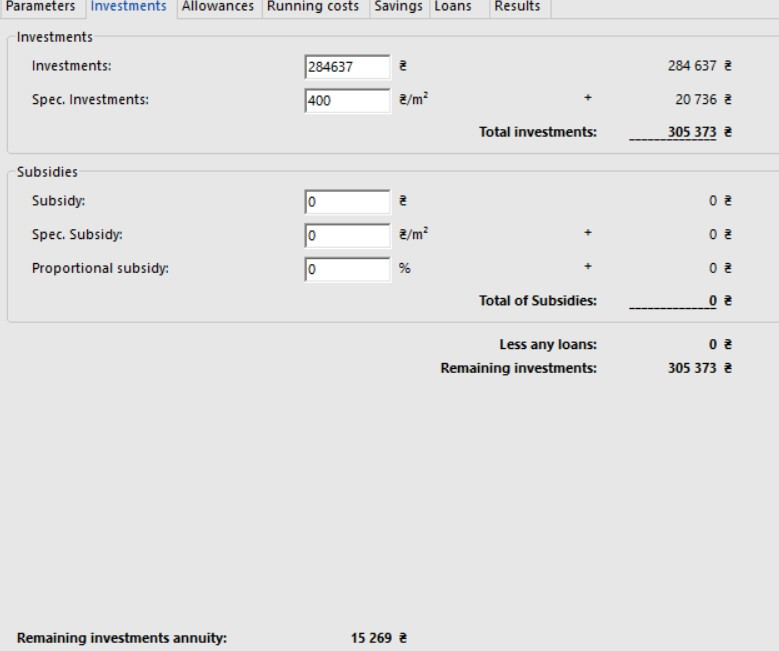 Parameters Investments Allowances Running costs Savings Loans Results
Investments
Investments: 284637 ₴ 284 637 ₴
Spec. Investments: 400 ₴/m² + 20 736 ₴
Total investments: 305 373 ₴
Subsidies
Subsidy: 0 ₴ 0 ₴
Spec. Subsidy: 0 ₴/m² + 0 ₴
Proportional subsidy: 0 % + 0 ₴
Total of Subsidies: 0 ₴
Less any loans: 0 ₴
Remaining investments: 305 373 ₴
Remaining investments annuity: 15 269 ₴